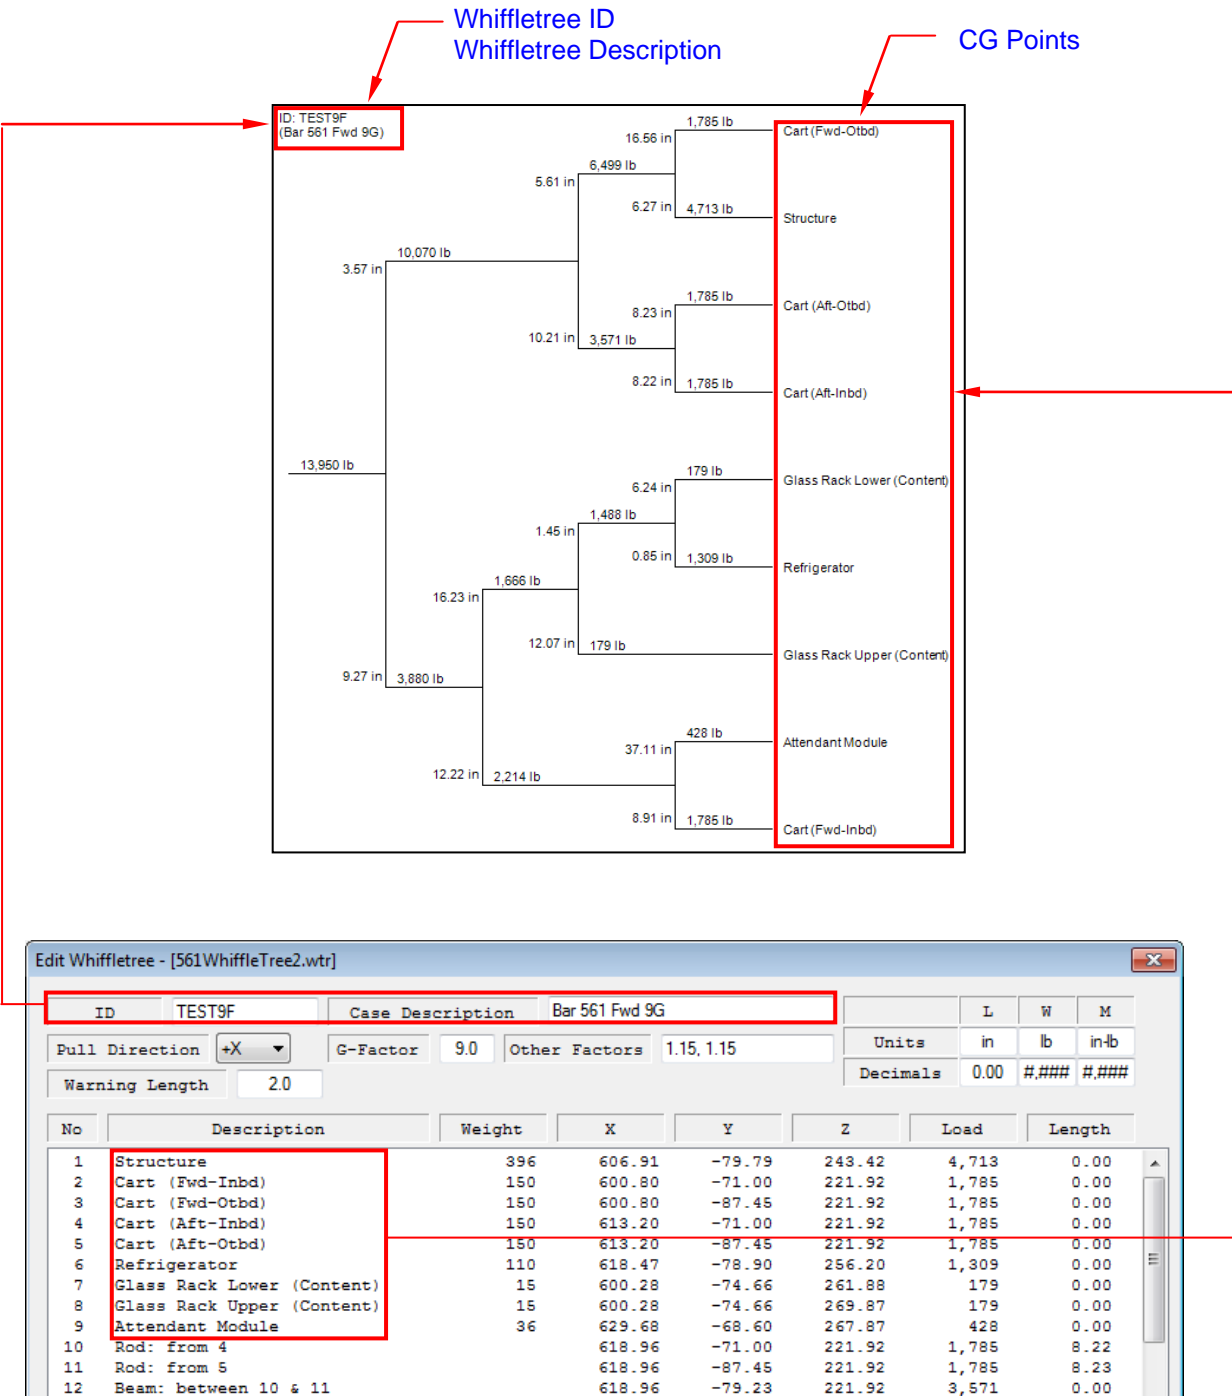 Whiffletree ID
Whiffletree Description
CG Points
ID: TEST9F
(Bar 561 Fwd 9G)
1,785 lb
Cart (Fwd-Otbd)
16.56 in
6,499 lb
5.61 in
6.27 in
4,713 lb
Structure
10,070 lb
3.57 in
1,785 lb
Cart (Aft-Otbd)
8.23 in
10.21 in
3,571 lb
8.22 in
1,785 lb
Cart (Aft-Inbd)
13,950 lb
179 lb
Glass Rack Lower (Content)
6.24 in
1,488 lb
1.45 in
0.85 in
1,309 lb
Refrigerator
1,666 lb
16.23 in
12.07 in
179 lb
Glass Rack Upper (Content)
9.27 in
3,880 lb
428 lb
Attendant Module
37.11 in
12.22 in
2,214 lb
8.91 in
1,785 lb
Cart (Fwd-Inbd)
Edit Whiffletree - [561WhiffleTree2.wtr]
ID TEST9F Case Description Bar 561 Fwd 9G L W M
Pull Direction +X G-Factor 9.0 Other Factors 1.15, 1.15 Units in lb in-lb
Warning Length 2.0 Decimals 0.00 #,### #,###
No Description Weight X Y Z Load Length
1 Structure 396 606.91 -79.79 243.42 4,713 0.00
2 Cart (Fwd-Inbd) 150 600.80 -71.00 221.92 1,785 0.00
3 Cart (Fwd-Otbd) 150 600.80 -87.45 221.92 1,785 0.00
4 Cart (Aft-Inbd) 150 613.20 -71.00 221.92 1,785 0.00
5 Cart (Aft-Otbd) 150 613.20 -87.45 221.92 1,785 0.00
6 Refrigerator 110 618.47 -78.90 256.20 1,309 0.00
7 Glass Rack Lower (Content) 15 600.28 -74.66 261.88 179 0.00
8 Glass Rack Upper (Content) 15 600.28 -74.66 269.87 179 0.00
9 Attendant Module 36 629.68 -68.60 267.87 428 0.00
10 Rod: from 4 618.96 -71.00 221.92 1,785 8.22
11 Rod: from 5 618.96 -87.45 221.92 1,785 8.23
12 Beam: between 10 & 11 618.96 -79.23 221.92 3,571 0.00